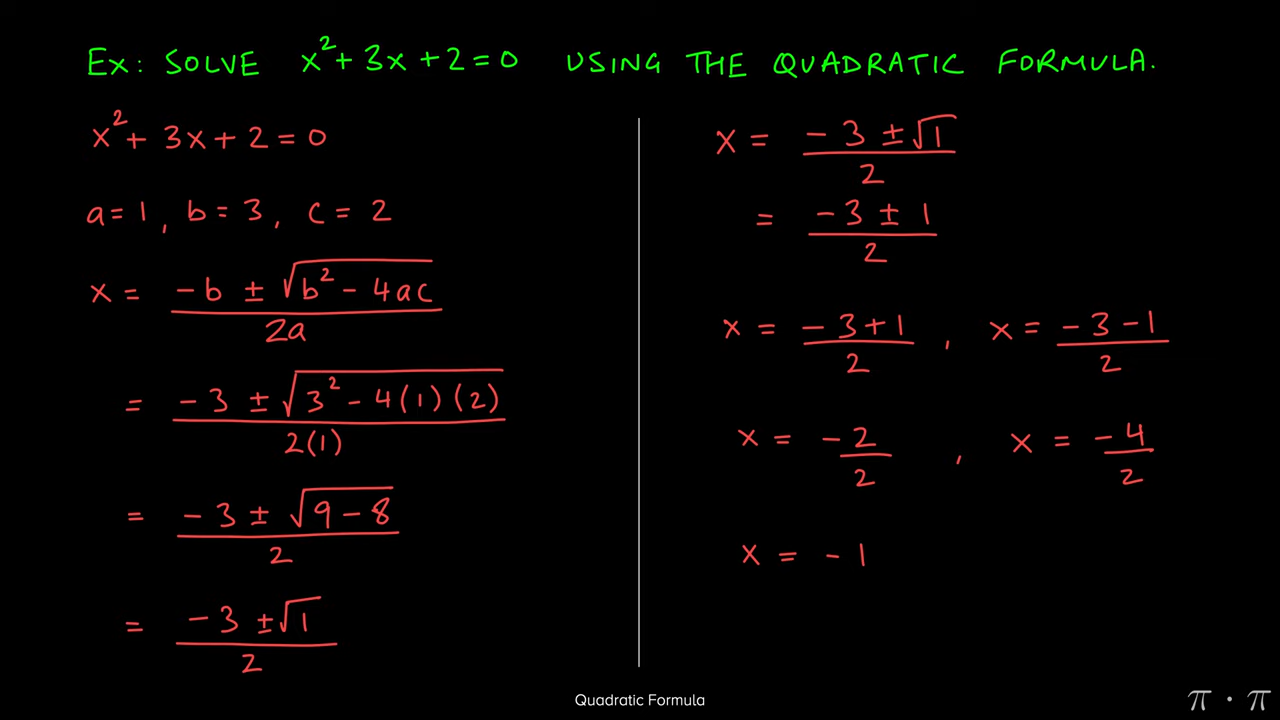 Ex: SOLVE x²+ 3x + 2 = 0 USING THE QUADRATIC FORMULA.
x² + 3x + 2 = 0
a = 1, b = 3, c = 2
x = (-b ± √(b² - 4ac)) / 2a
= (-3 ± √(3² - 4(1)(2))) / 2(1)
= (-3 ± √(9 - 8)) / 2
= (-3 ± √1) / 2
x = (-3 ± √1) / 2
= (-3 ± 1) / 2
x = (-3 + 1) / 2 , x = (-3 - 1) / 2
x = -2 / 2 , x = -4 / 2
x = -1
Quadratic Formula
π · π